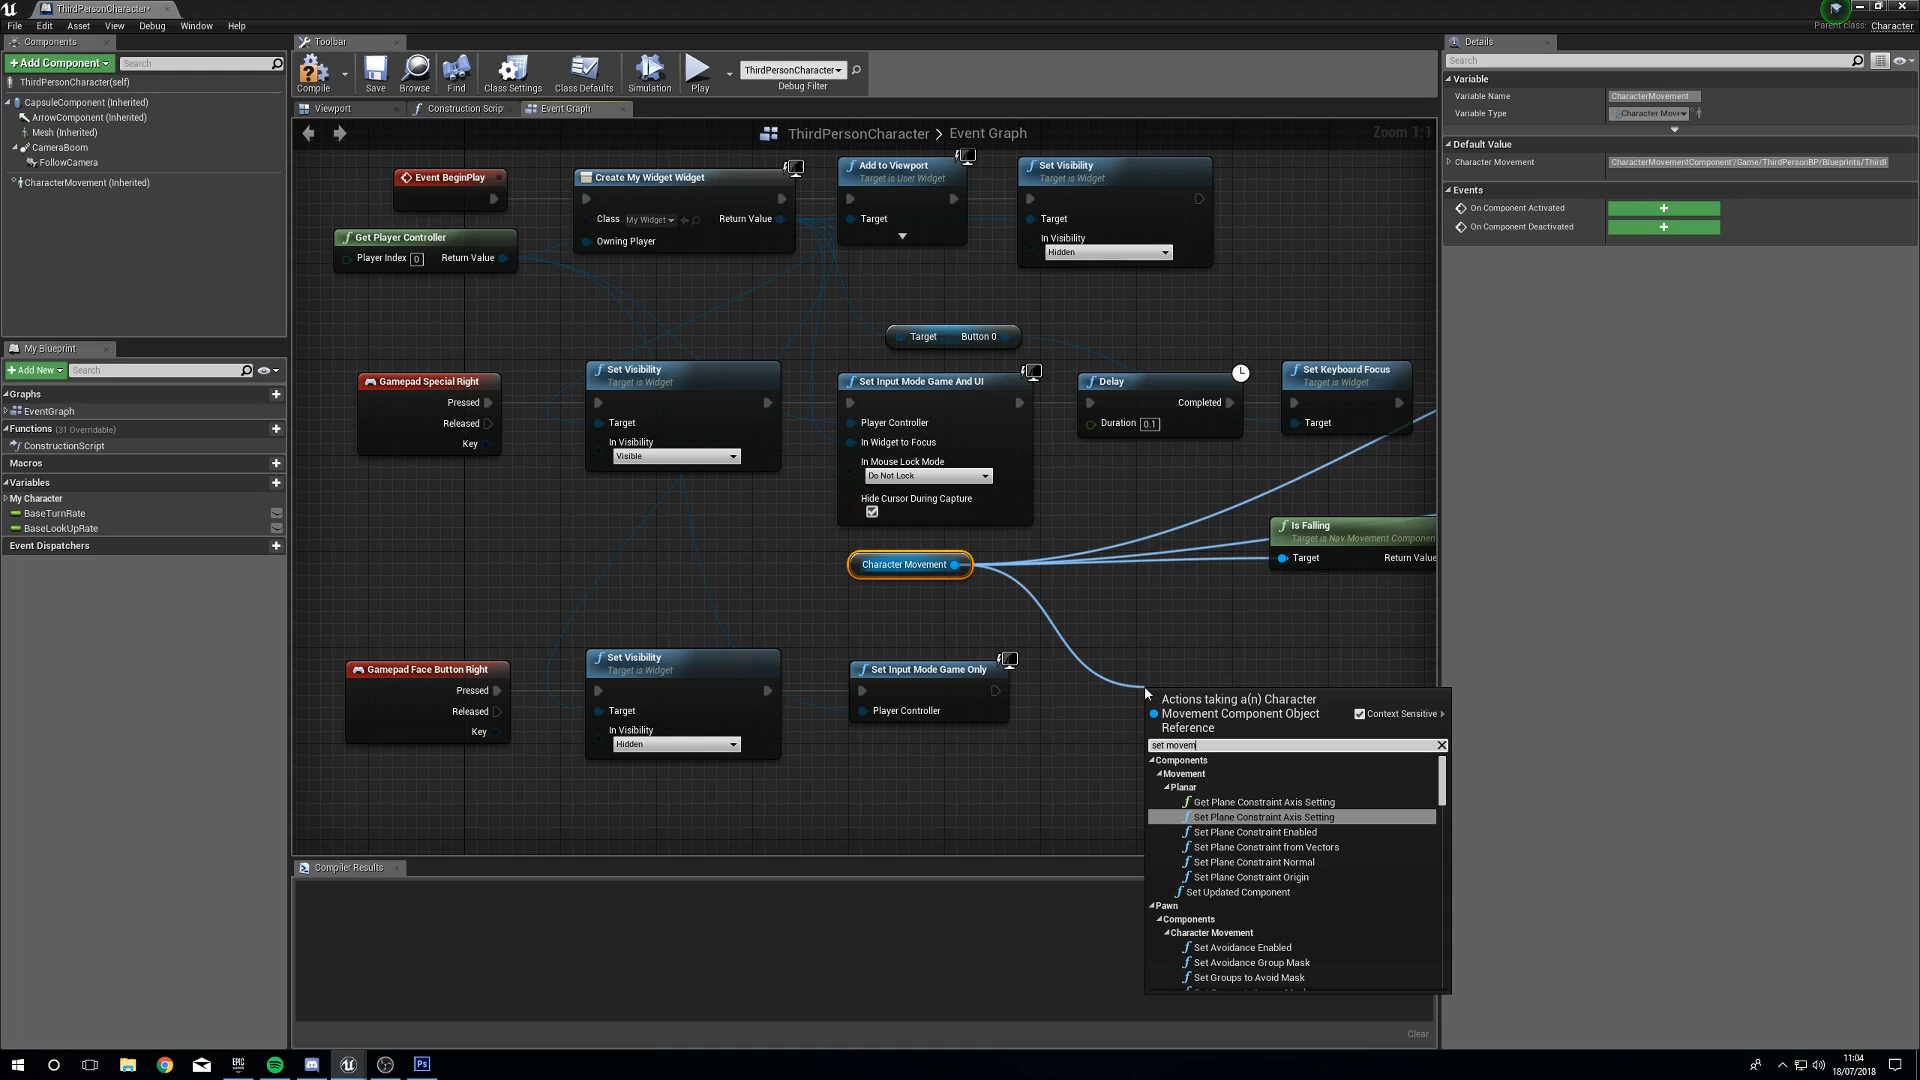 ThirdPersonCharacter*
File Edit Asset View Debug Window Help
Parent class: Character
Components
+Add Component
Search
ThirdPersonCharacter(self)
CapsuleComponent (Inherited)
ArrowComponent (Inherited)
Mesh (Inherited)
CameraBoom
FollowCamera
CharacterMovement (Inherited)
My Blueprint
+Add New
Search
Graphs
EventGraph
Functions (31 Overridable)
ConstructionScript
Macros
Variables
My Character
BaseTurnRate
BaseLookUpRate
Event Dispatchers
Toolbar
Compile Save Browse Find Class Settings Class Defaults Simulation Play
ThirdPersonCharacter
Debug Filter
Viewport Construction Scrip Event Graph
ThirdPersonCharacter > Event Graph
Zoom 1:1
Event BeginPlay
Get Player Controller
Player Index 0 Return Value
Create My Widget Widget
Class My Widget Return Value
Owning Player
Add to Viewport
Target is User Widget
Target
Set Visibility
Target is Widget
Target
In Visibility
Hidden
Target Button 0
Gamepad Special Right
Pressed
Released
Key
Set Visibility
Target is Widget
Target
In Visibility
Visible
Set Input Mode Game And UI
Player Controller
In Widget to Focus
In Mouse Lock Mode
Do Not Lock
Hide Cursor During Capture
Delay
Completed
Duration 0.1
Set Keyboard Focus
Target is Widget
Target
Character Movement
Is Falling
Target is Nav Movement Componen
Target Return Value
Gamepad Face Button Right
Pressed
Released
Key
Set Visibility
Target is Widget
Target
In Visibility
Hidden
Set Input Mode Game Only
Player Controller
Actions taking a(n) Character
Movement Component Object
Reference
Context Sensitive
set movem
Components
Movement
Planar
Get Plane Constraint Axis Setting
Set Plane Constraint Axis Setting
Set Plane Constraint Enabled
Set Plane Constraint from Vectors
Set Plane Constraint Normal
Set Plane Constraint Origin
Set Updated Component
Pawn
Components
Character Movement
Set Avoidance Enabled
Set Avoidance Group Mask
Set Groups to Avoid Mask
Compiler Results
Clear
Details
Search
Variable
Variable Name CharacterMovement
Variable Type Character Mov
Default Value
Character Movement CharacterMovementComponent'/Game/ThirdPersonBP/Blueprints/Third
Events
On Component Activated +
On Component Deactivated +
EPIC
Ps
11:04
18/07/2018